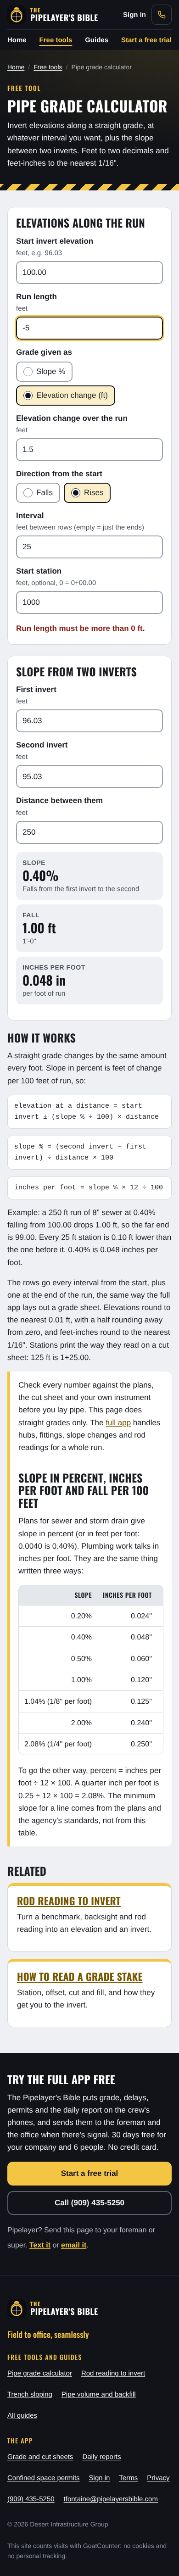 THE
PIPELAYER'S BIBLE
Sign in
Home
Free tools
Guides
Start a free trial
Home / Free tools / Pipe grade calculator
FREE TOOL
PIPE GRADE CALCULATOR
Invert elevations along a straight grade, at
whatever interval you want, plus the slope
between two inverts. Feet to two decimals and
feet-inches to the nearest 1/16".
ELEVATIONS ALONG THE RUN
Start invert elevation
feet, e.g. 96.03
100.00
Run length
feet
-5
Grade given as
Slope %
Elevation change (ft)
Elevation change over the run
feet
1.5
Direction from the start
Falls
Rises
Interval
feet between rows (empty = just the ends)
25
Start station
feet, optional, 0 = 0+00.00
1000
Run length must be more than 0 ft.
SLOPE FROM TWO INVERTS
First invert
feet
96.03
Second invert
feet
95.03
Distance between them
feet
250
SLOPE
0.40%
Falls from the first invert to the second
FALL
1.00 ft
1'-0"
INCHES PER FOOT
0.048 in
per foot of run
HOW IT WORKS
A straight grade changes by the same amount
every foot. Slope in percent is feet of change
per 100 feet of run, so:
elevation at a distance = start
invert ± (slope % ÷ 100) × distance
slope % = (second invert − first
invert) ÷ distance × 100
inches per foot = slope % × 12 ÷ 100
Example: a 250 ft run of 8" sewer at 0.40%
falling from 100.00 drops 1.00 ft, so the far end
is 99.00. Every 25 ft station is 0.10 ft lower than
the one before it. 0.40% is 0.048 inches per
foot.
The rows go every interval from the start, plus
one at the end of the run, the same way the full
app lays out a grade sheet. Elevations round to
the nearest 0.01 ft, with a half rounding away
from zero, and feet-inches round to the nearest
1/16". Stations print the way they read on a cut
sheet: 125 ft is 1+25.00.
Check every number against the plans,
the cut sheet and your own instrument
before you lay pipe. This page does
straight grades only. The full app handles
hubs, fittings, slope changes and rod
readings for a whole run.
SLOPE IN PERCENT, INCHES
PER FOOT AND FALL PER 100
FEET
Plans for sewer and storm drain give
slope in percent (or in feet per foot:
0.0040 is 0.40%). Plumbing work talks in
inches per foot. They are the same thing
written three ways:
SLOPE INCHES PER FOOT
0.20% 0.024"
0.40% 0.048"
0.50% 0.060"
1.00% 0.120"
1.04% (1/8" per foot) 0.125"
2.00% 0.240"
2.08% (1/4" per foot) 0.250"
To go the other way, percent = inches per
foot ÷ 12 × 100. A quarter inch per foot is
0.25 ÷ 12 × 100 = 2.08%. The minimum
slope for a line comes from the plans and
the agency's standards, not from this
table.
RELATED
ROD READING TO INVERT
Turn a benchmark, backsight and rod
reading into an elevation and an invert.
HOW TO READ A GRADE STAKE
Station, offset, cut and fill, and how they
get you to the invert.
TRY THE FULL APP FREE
The Pipelayer's Bible puts grade, delays,
permits and the daily report on the crew's
phones, and sends them to the foreman and
the office when there's signal. 30 days free for
your company and 6 people. No credit card.
Start a free trial
Call (909) 435-5250
Pipelayer? Send this page to your foreman or
super. Text it or email it.
THE
PIPELAYER'S BIBLE
Field to office, seamlessly
FREE TOOLS AND GUIDES
Pipe grade calculator
Rod reading to invert
Trench sloping
Pipe volume and backfill
All guides
THE APP
Grade and cut sheets
Daily reports
Confined space permits
Sign in
Terms
Privacy
(909) 435-5250
tfontaine@pipelayersbible.com
© 2026 Desert Infrastructure Group
This site counts visits with GoatCounter: no cookies and
no personal tracking.